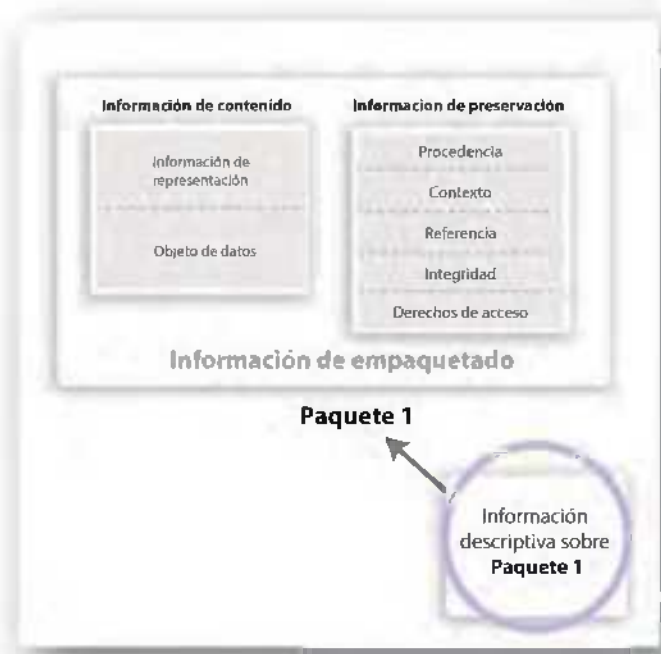 Información de contenido
Información de
representación
Objeto de datos
Informacion de preservación
Procedencia
Contexto
Referencia
Integridad
Derechos de acceso
Información de empaquetado
Paquete 1
Información
descriptiva sobre
Paquete 1